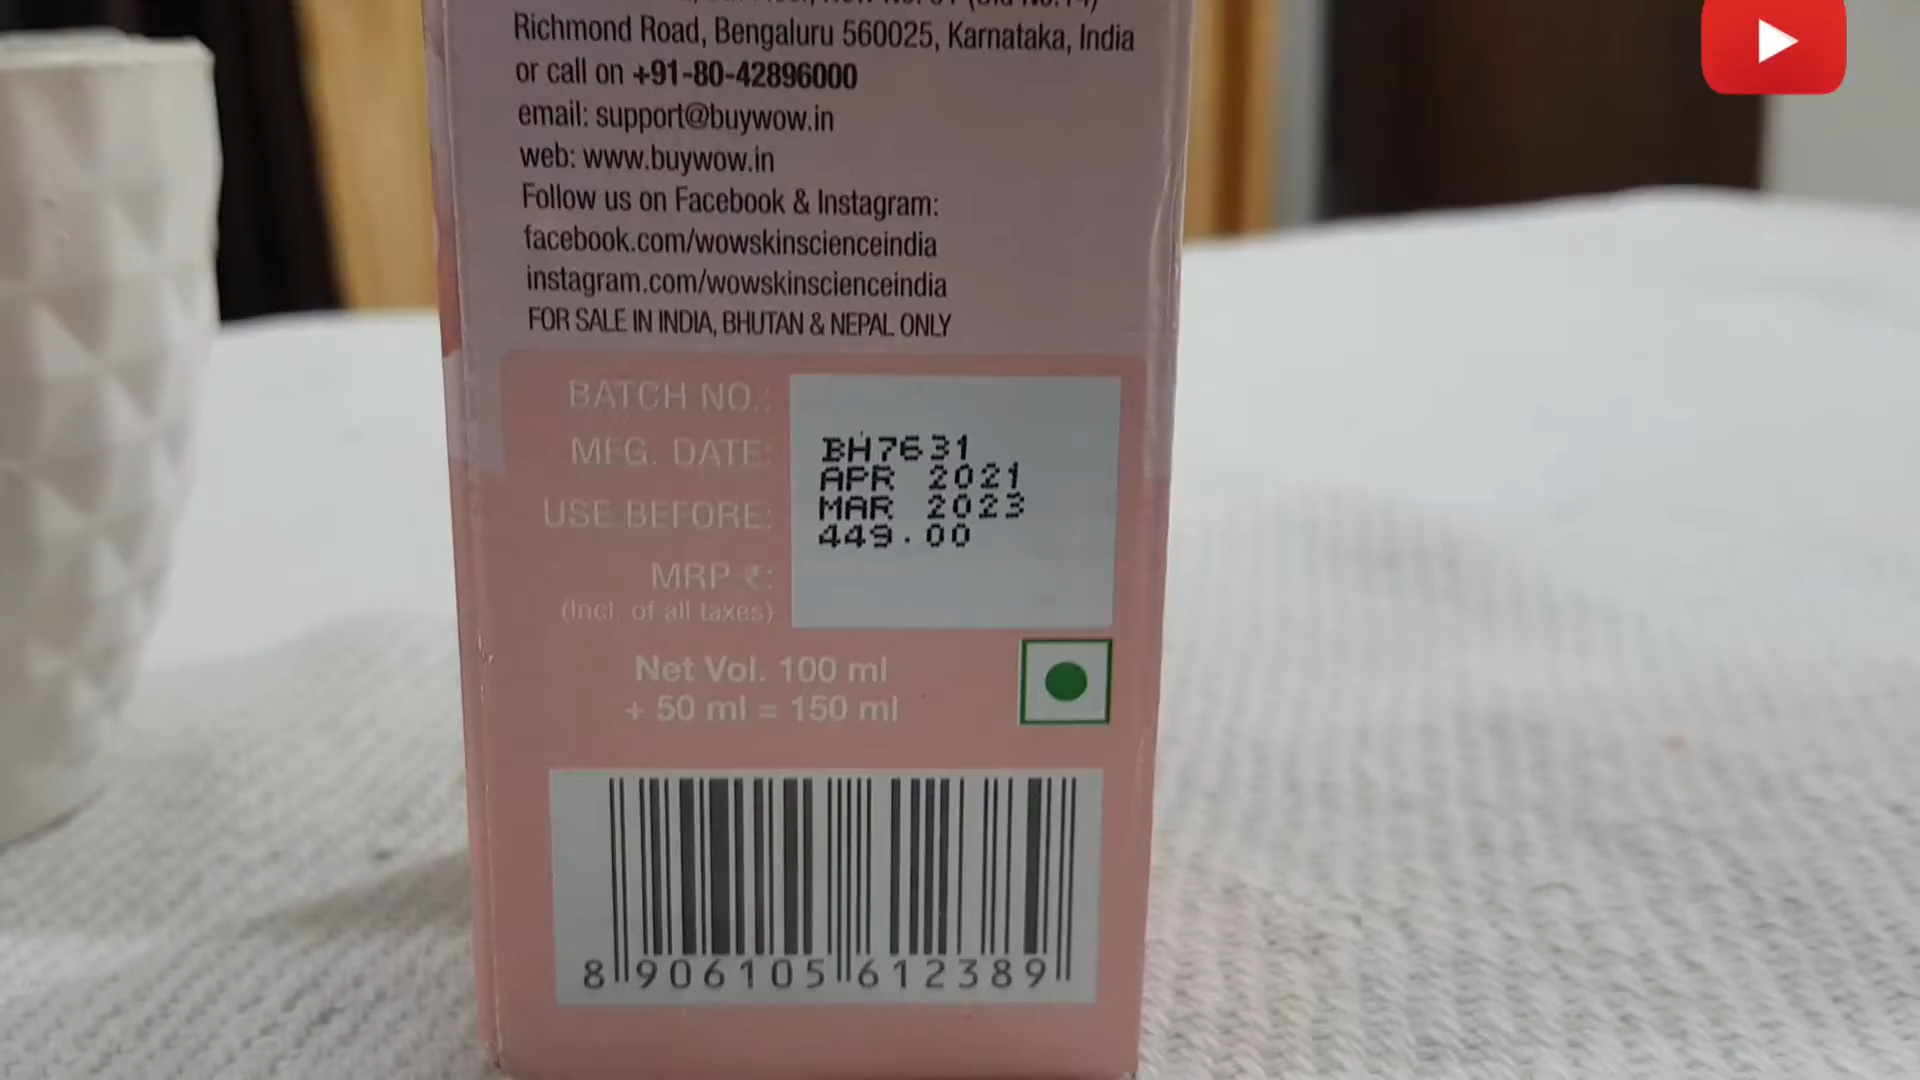 Richmond Road, Bengaluru 560025, Karnataka, India
or call on +91-80-42896000
email: support@buywow.in
web: www.buywow.in
Follow us on Facebook & Instagram:
facebook.com/wowskinscienceindia
instagram.com/wowskinscienceindia
FOR SALE IN INDIA, BHUTAN & NEPAL ONLY
BATCH NO.:
MFG. DATE:
USE BEFORE:
MRP ₹:
(Incl. of all taxes)
BH7631
APR 2021
MAR 2023
449.00
Net Vol. 100 ml
+ 50 ml = 150 ml
8 906105 612389